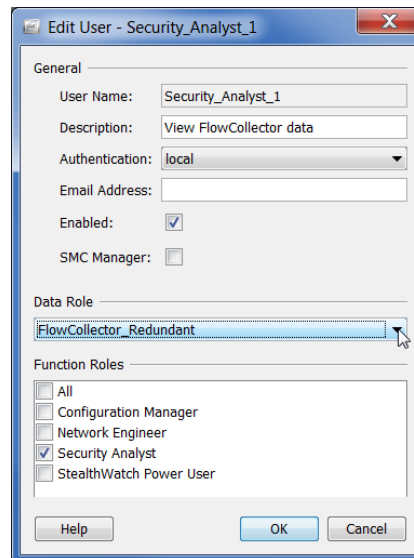 Edit User - Security_Analyst_1
General
User Name: Security_Analyst_1
Description: View FlowCollector data
Authentication: local
Email Address:
Enabled:
SMC Manager:
Data Role
FlowCollector_Redundant
Function Roles
All
Configuration Manager
Network Engineer
Security Analyst
StealthWatch Power User
Help OK Cancel